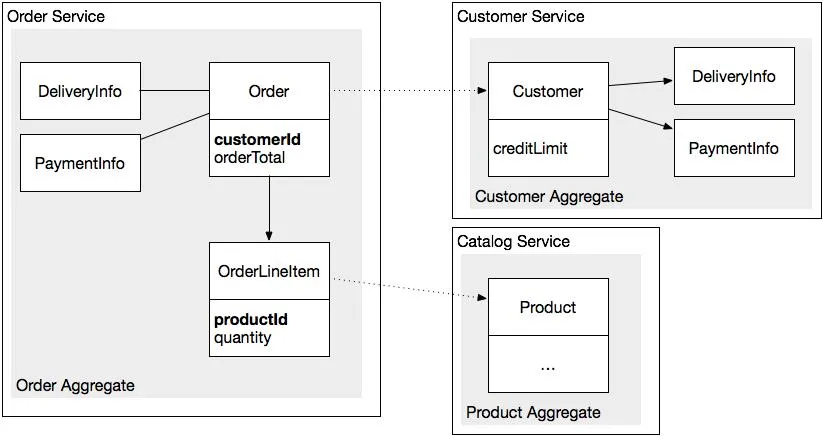 Order Service
DeliveryInfo
Order
PaymentInfo
customerId
orderTotal
OrderLineItem
productId
quantity
Order Aggregate
Customer Service
Customer
DeliveryInfo
creditLimit
PaymentInfo
Customer Aggregate
Catalog Service
Product
...
Product Aggregate